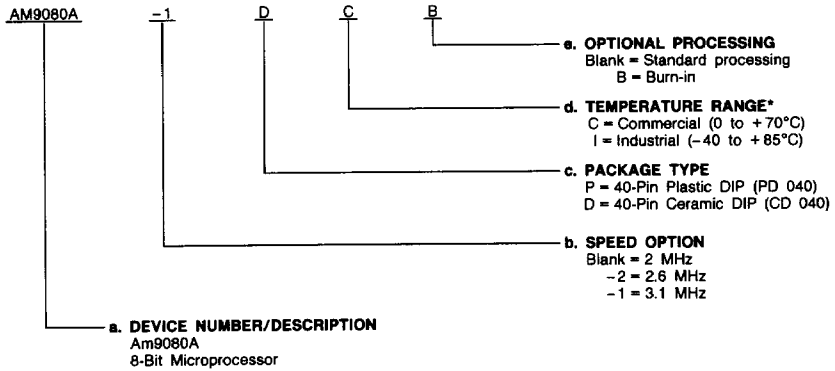 AM9080A -1 D C B
e. OPTIONAL PROCESSING
Blank = Standard processing
B = Burn-in
d. TEMPERATURE RANGE*
C = Commercial (0 to +70°C)
I = Industrial (-40 to +85°C)
c. PACKAGE TYPE
P = 40-Pin Plastic DIP (PD 040)
D = 40-Pin Ceramic DIP (CD 040)
b. SPEED OPTION
Blank = 2 MHz
-2 = 2.6 MHz
-1 = 3.1 MHz
a. DEVICE NUMBER/DESCRIPTION
Am9080A
8-Bit Microprocessor